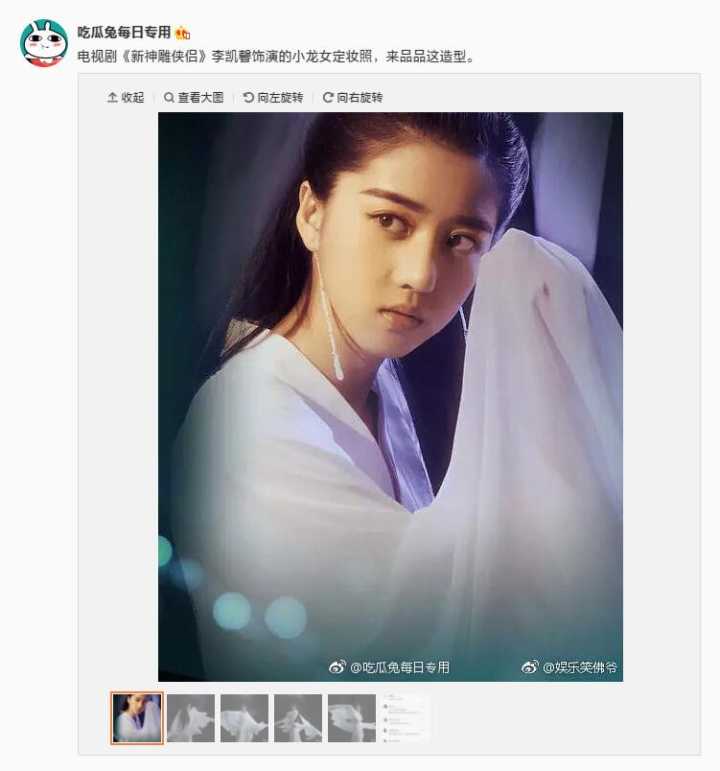 吃瓜兔每日专用
电视剧《新神雕侠侣》李凯馨饰演的小龙女定妆照，来品品这造型。
收起 查看大图 向左旋转 向右旋转
@吃瓜兔每日专用 @娱乐笑佛爷